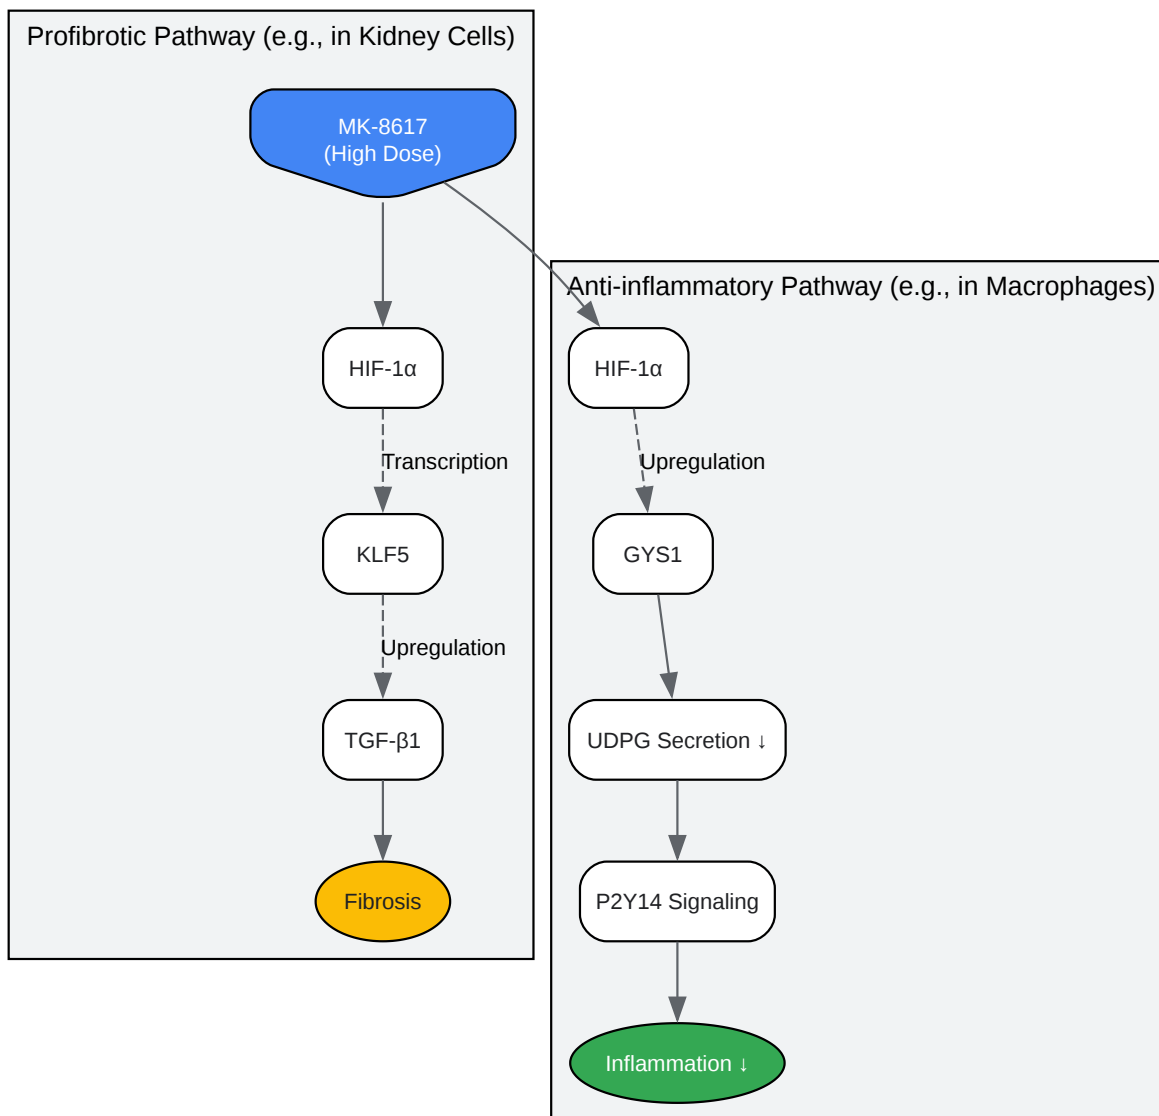 Profibrotic Pathway (e.g., in Kidney Cells)
MK-8617
(High Dose)
HIF-1α
Transcription
KLF5
Upregulation
TGF-β1
Fibrosis
Anti-inflammatory Pathway (e.g., in Macrophages)
HIF-1α
Upregulation
GYS1
UDPG Secretion ↓
P2Y14 Signaling
Inflammation ↓